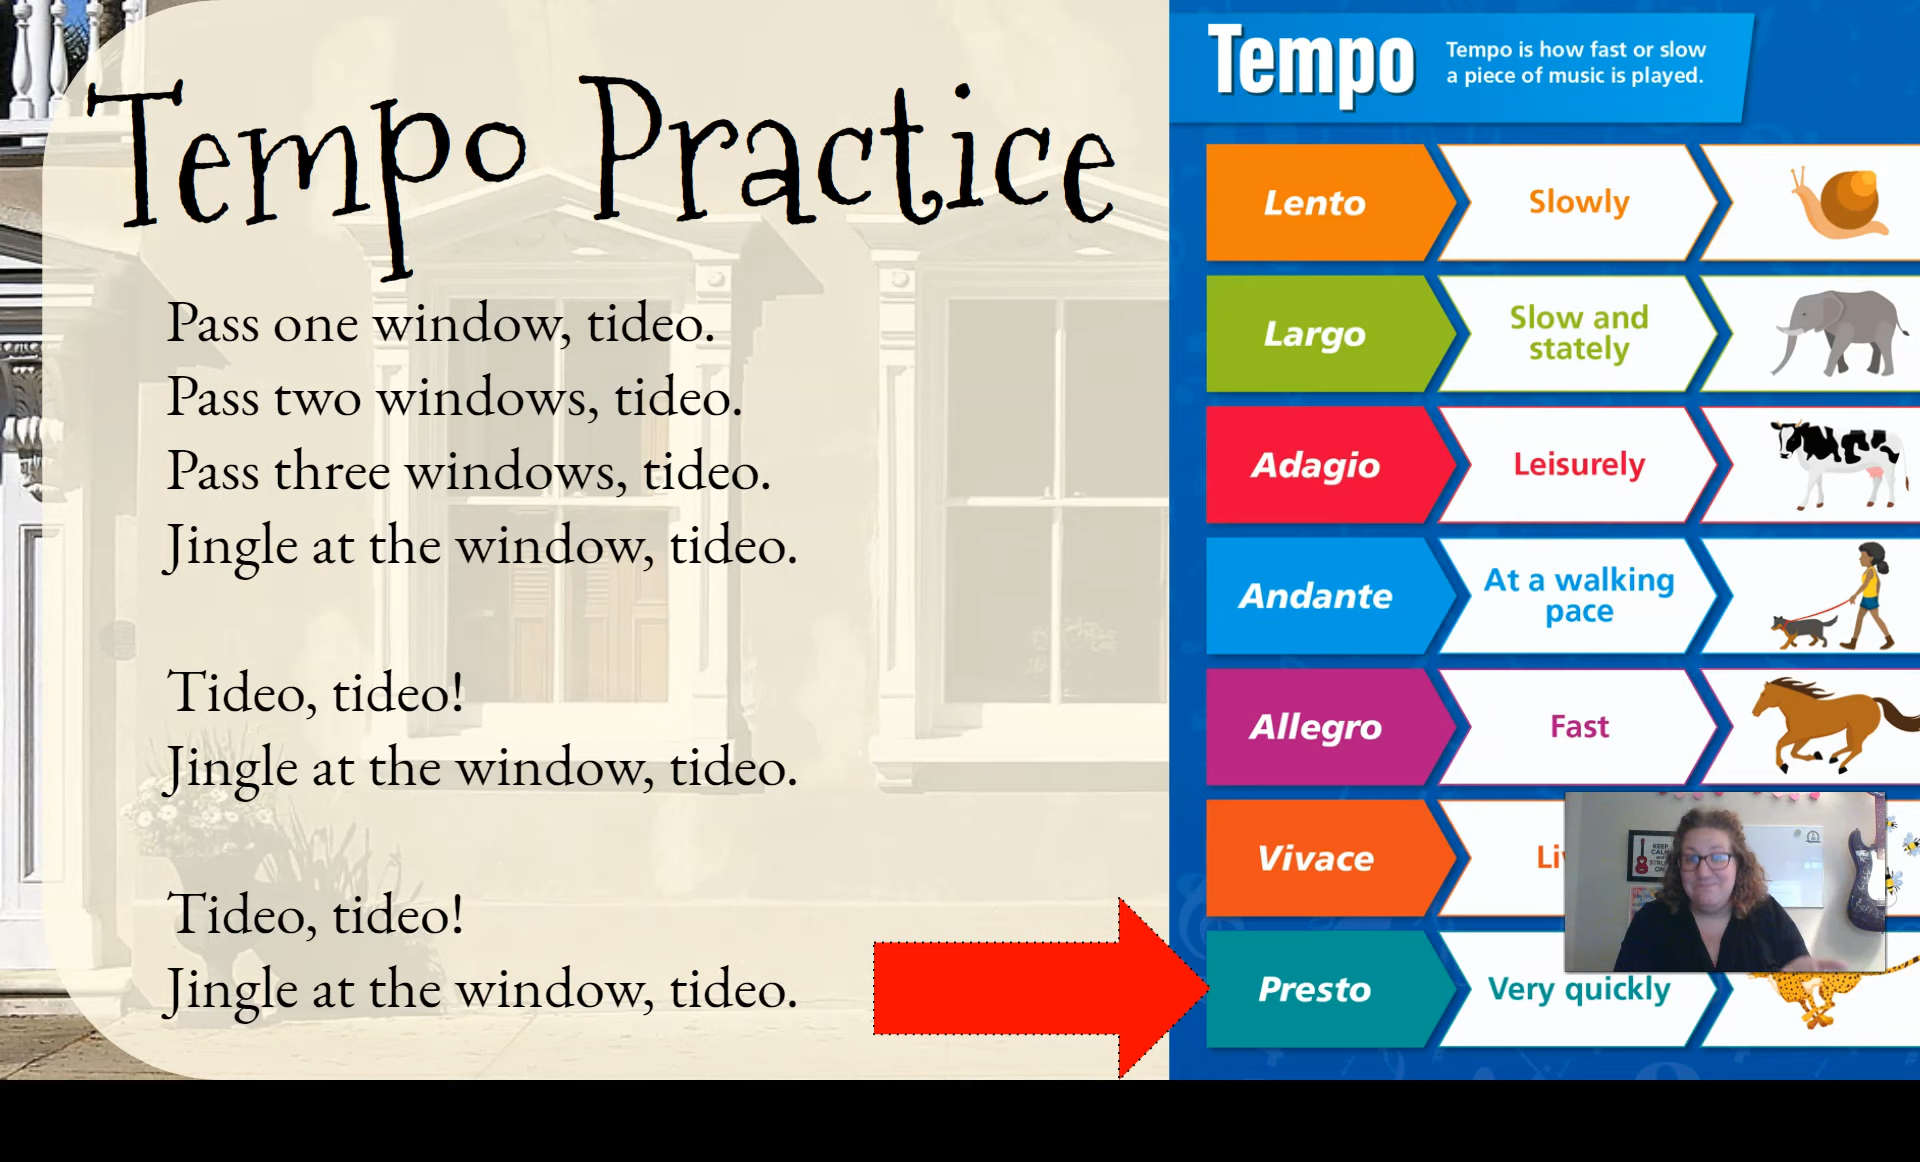 Tempo Practice
Pass one window, tideo.
Pass two windows, tideo.
Pass three windows, tideo.
Jingle at the window, tideo.
Tideo, tideo!
Jingle at the window, tideo.
Tideo, tideo!
Jingle at the window, tideo.
Tempo
Tempo is how fast or slow
a piece of music is played.
Lento
Slowly
Largo
Slow and
stately
Adagio
Leisurely
Andante
At a walking
pace
Allegro
Fast
Vivace
Presto
Very quickly
KEEP
CALM
ON